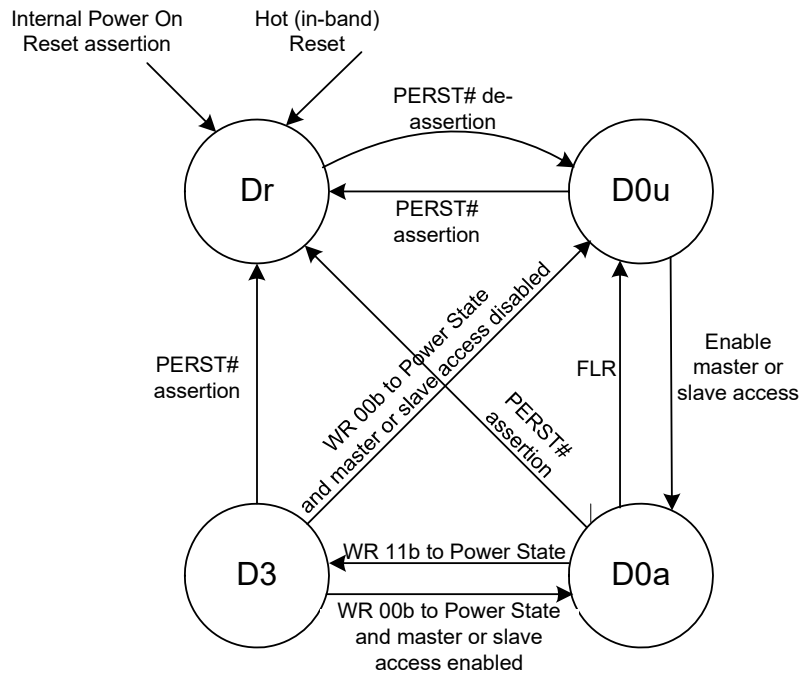 Internal Power On
Reset assertion
Hot (in-band)
Reset
PERST# de-
assertion
Dr
D0u
PERST#
assertion
WR 00b to Power State
and master or slave access disabled
PERST#
assertion
FLR
Enable
master or
slave access
PERST#
assertion
D3
WR 11b to Power State
D0a
WR 00b to Power State
and master or slave
access enabled